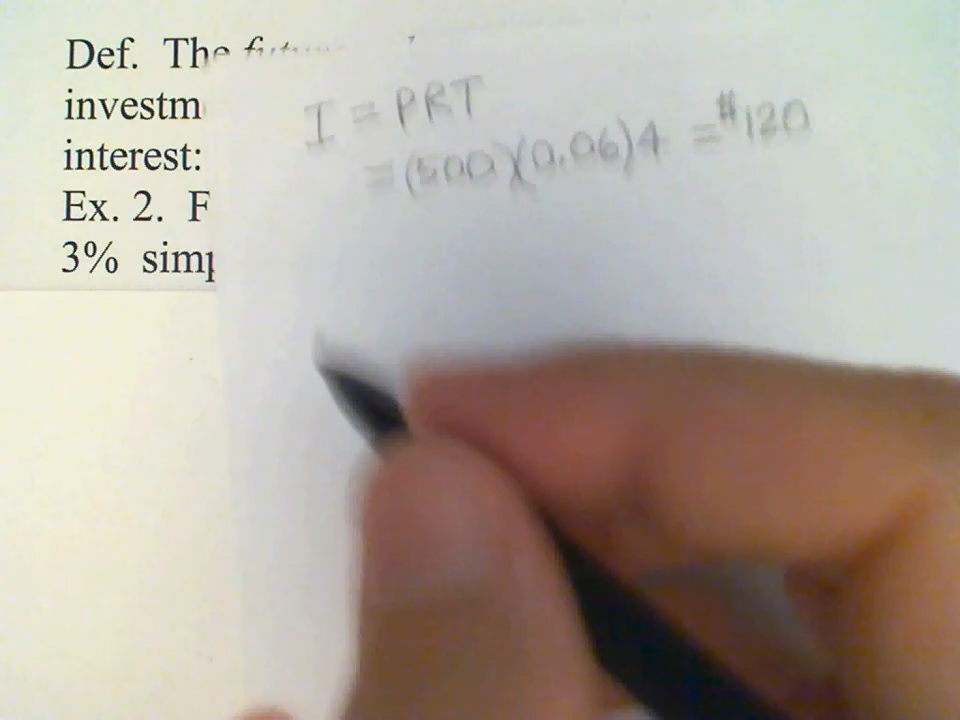 Def. The
investm
interest:
Ex. 2. F
3% simp
I = PRT
= (500)(0.06)4 = $120